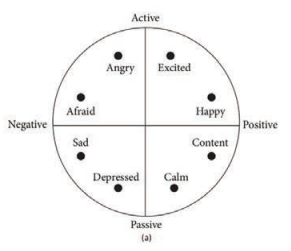 Active
Angry
Excited
Afraid
Happy
Negative
Positive
Sad
Content
Depressed
Calm
Passive
(a)